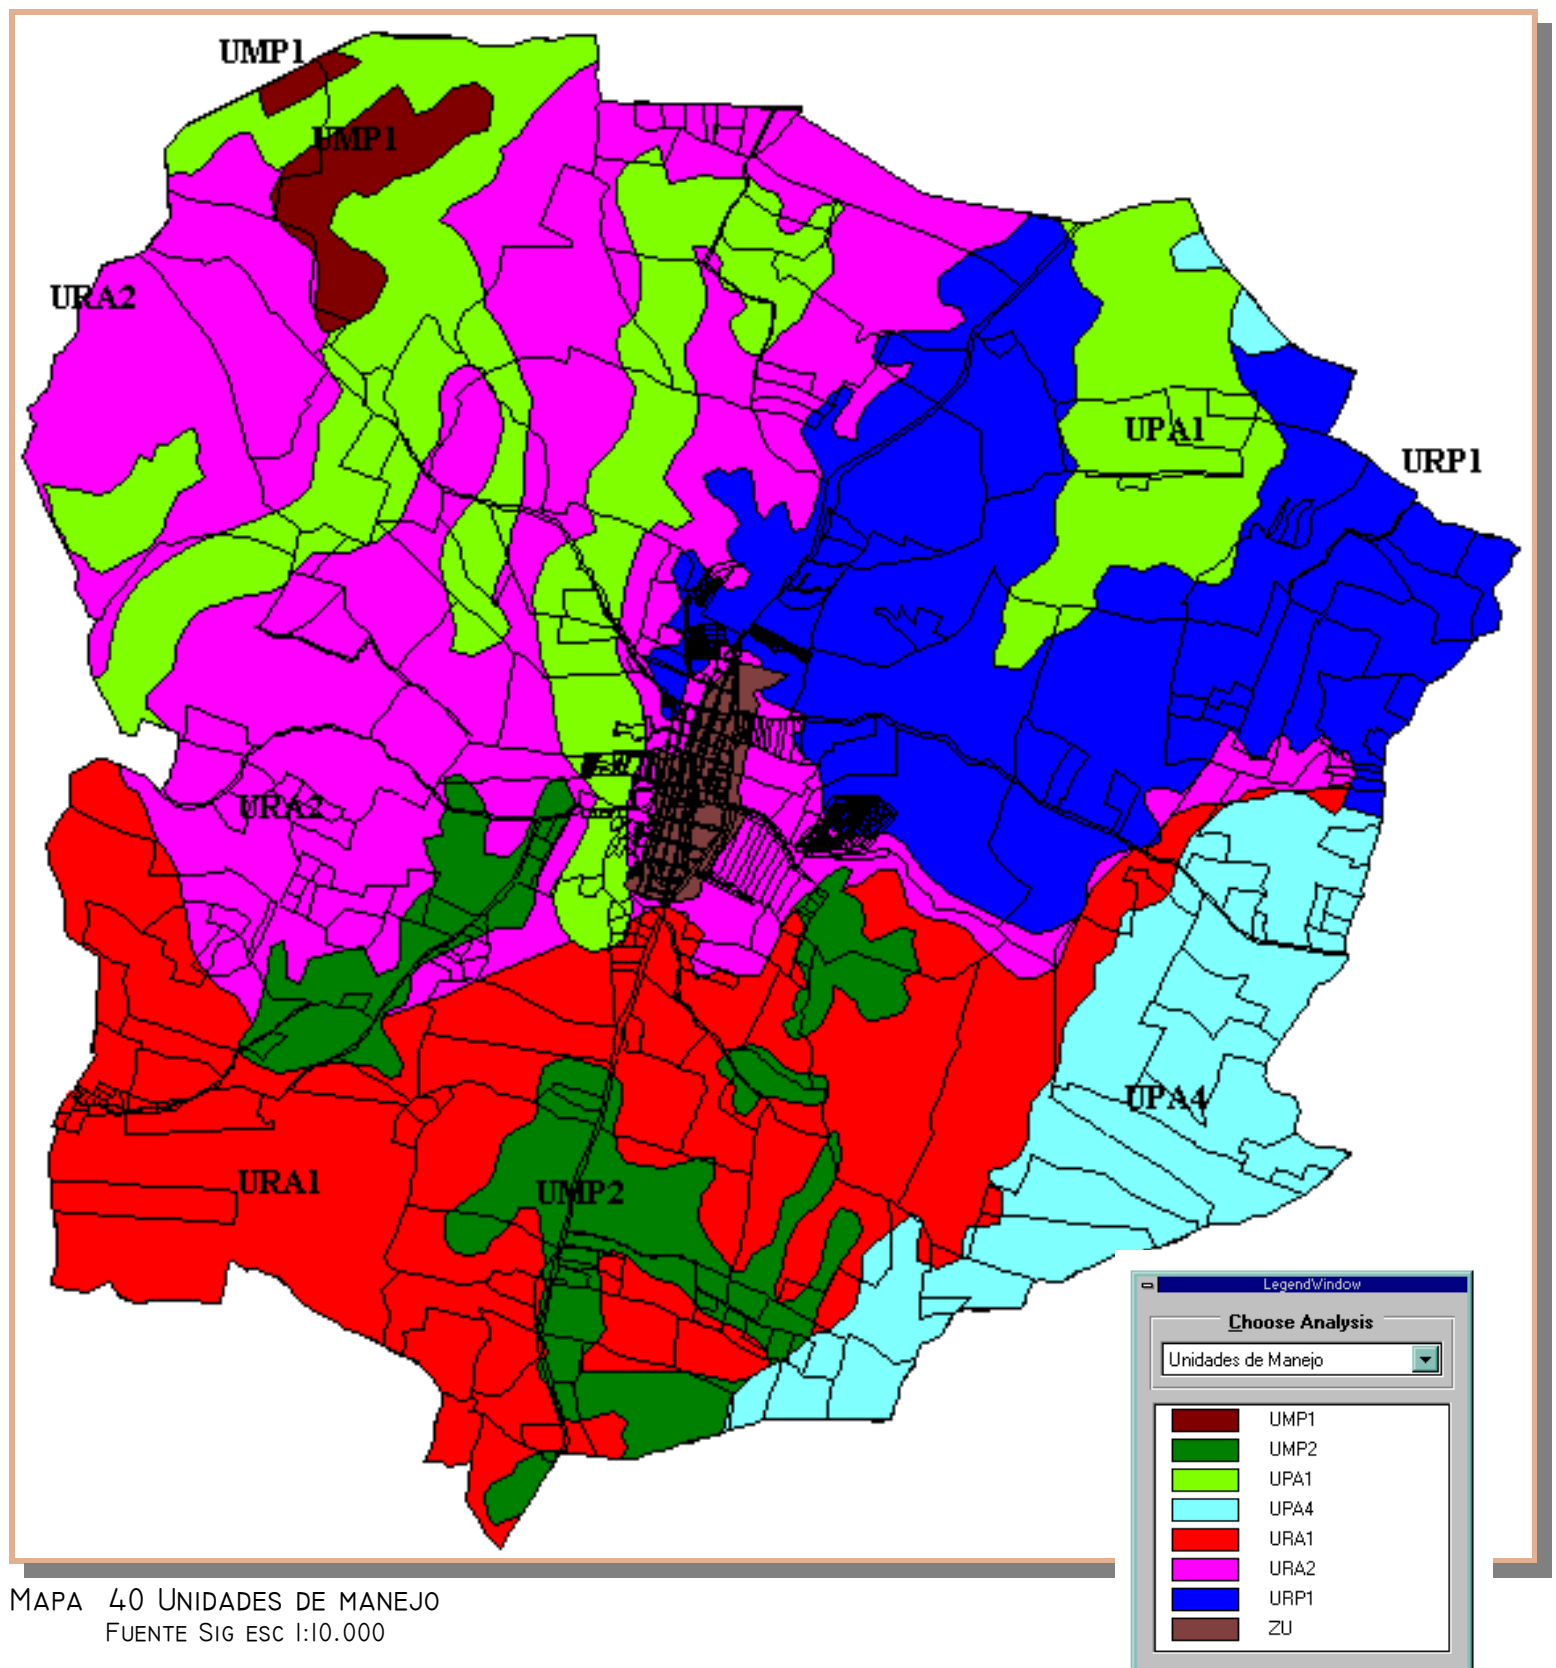 UMP1
UMP1
URA2
UPA1
URP1
URA2
UPA4
URA1
UMP2
LegendWindow
Choose Analysis
Unidades de Manejo
UMP1
UMP2
UPA1
UPA4
URA1
URA2
URP1
ZU
MAPA 40 UNIDADES DE MANEJO
FUENTE SIG ESC 1:10.000